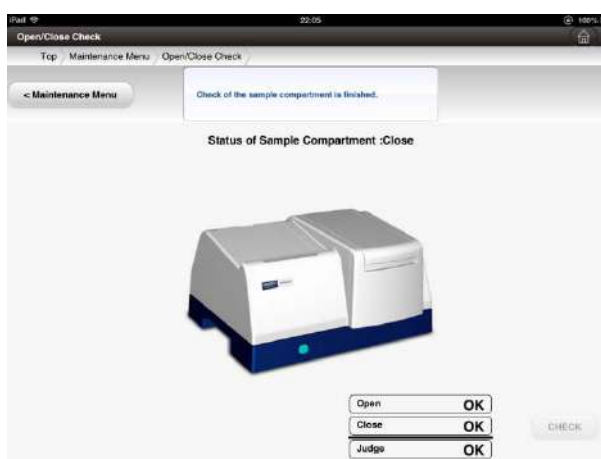 iPad 22:05 100%
Open/Close Check
Top Maintenance Menu Open/Close Check
< Maintenance Menu
Check of the sample compartment is finished.
Status of Sample Compartment :Close
Open OK
Close OK
CHECK
Judge OK